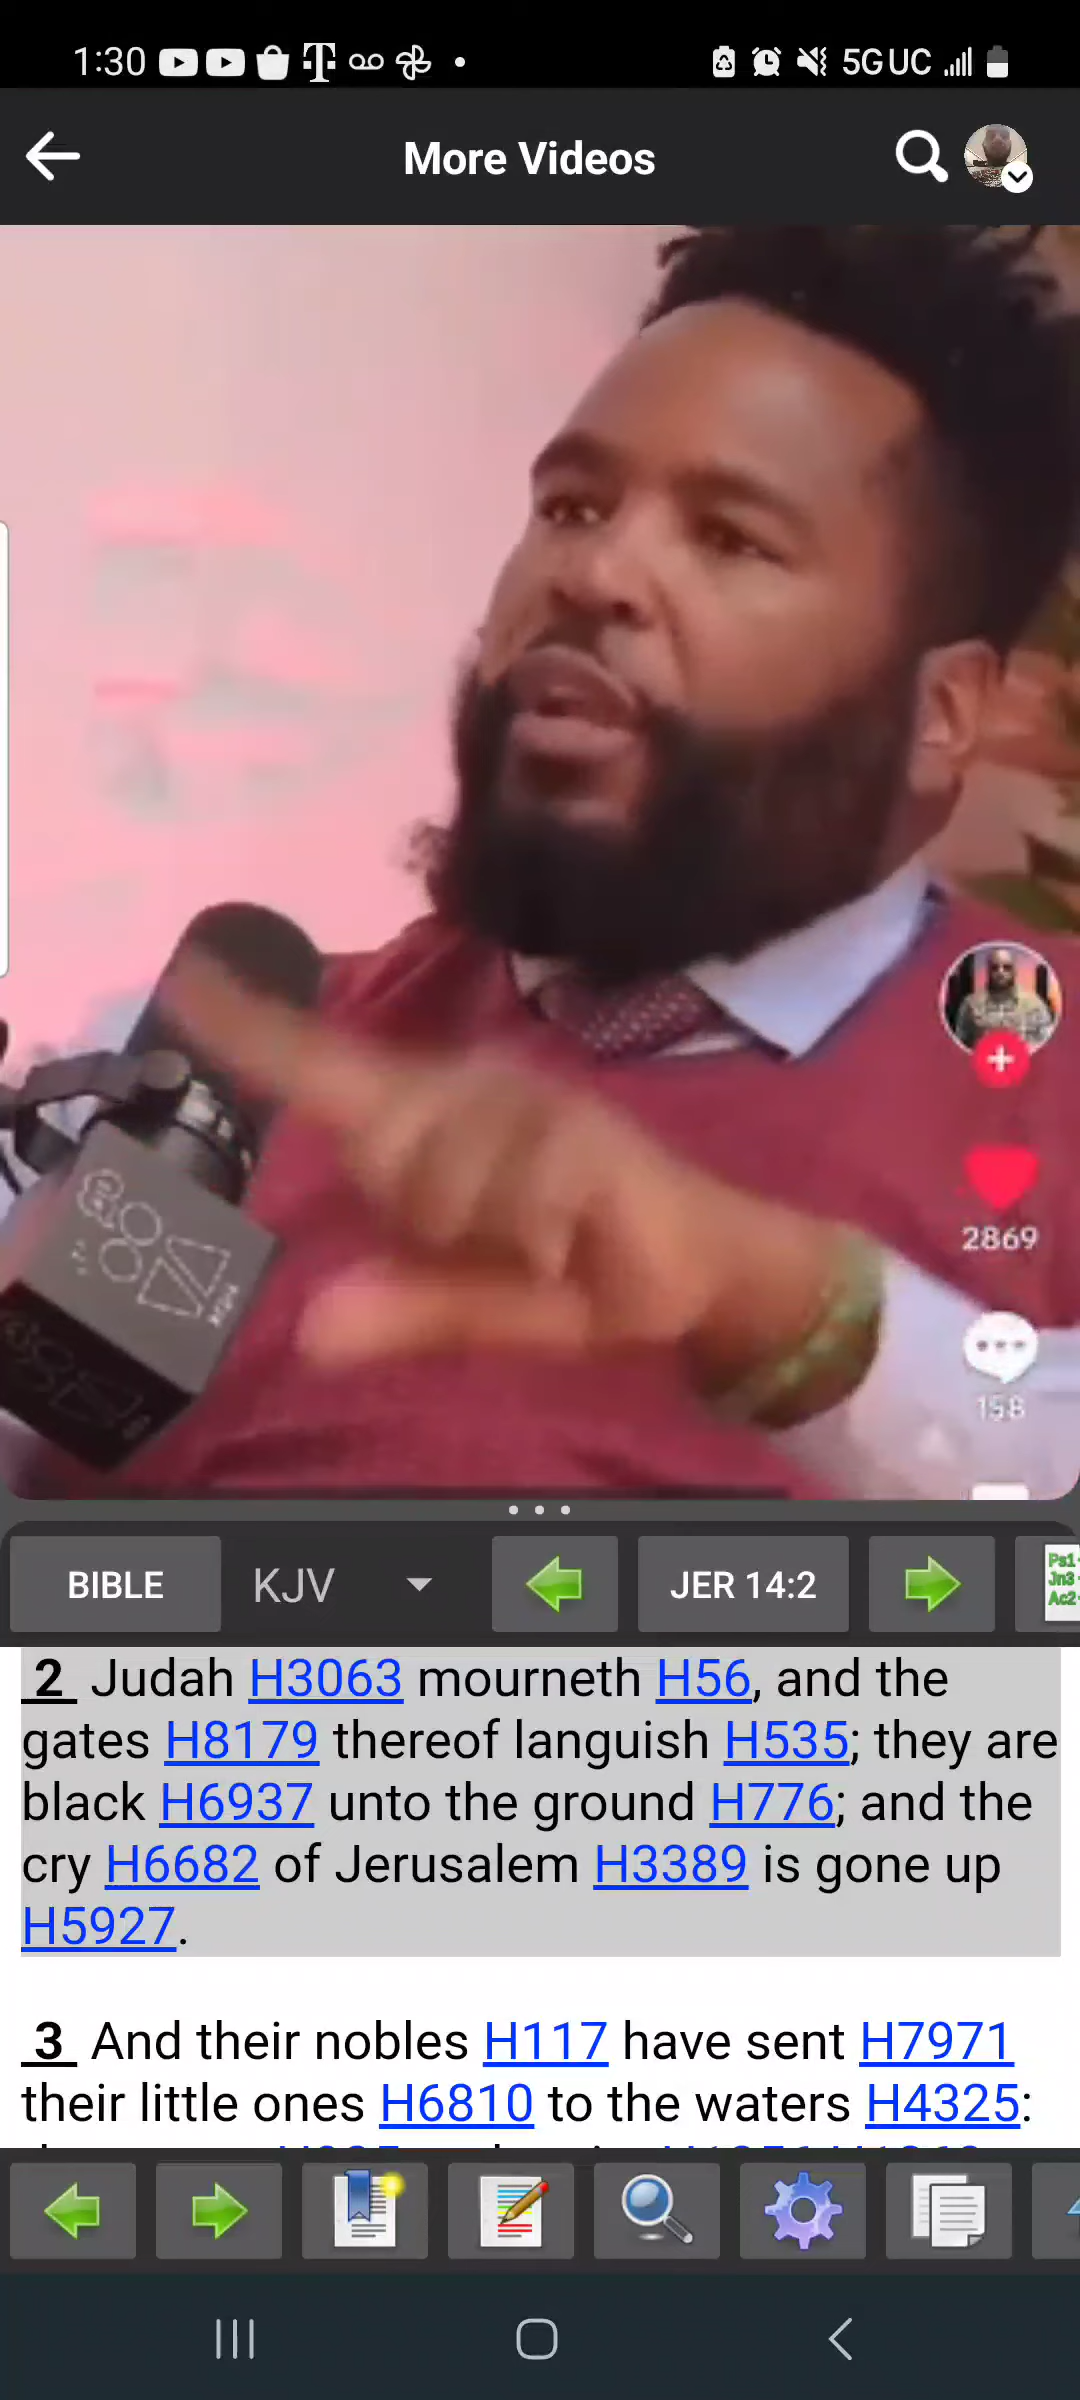 1:30
5G UC
More Videos
2869
158
BIBLE
KJV
JER 14:2
Ps1
Jn3
Ac2
2 Judah H3063 mourneth H56, and the
gates H8179 thereof languish H535; they are
black H6937 unto the ground H776; and the
cry H6682 of Jerusalem H3389 is gone up
H5927.
3 And their nobles H117 have sent H7971
their little ones H6810 to the waters H4325: